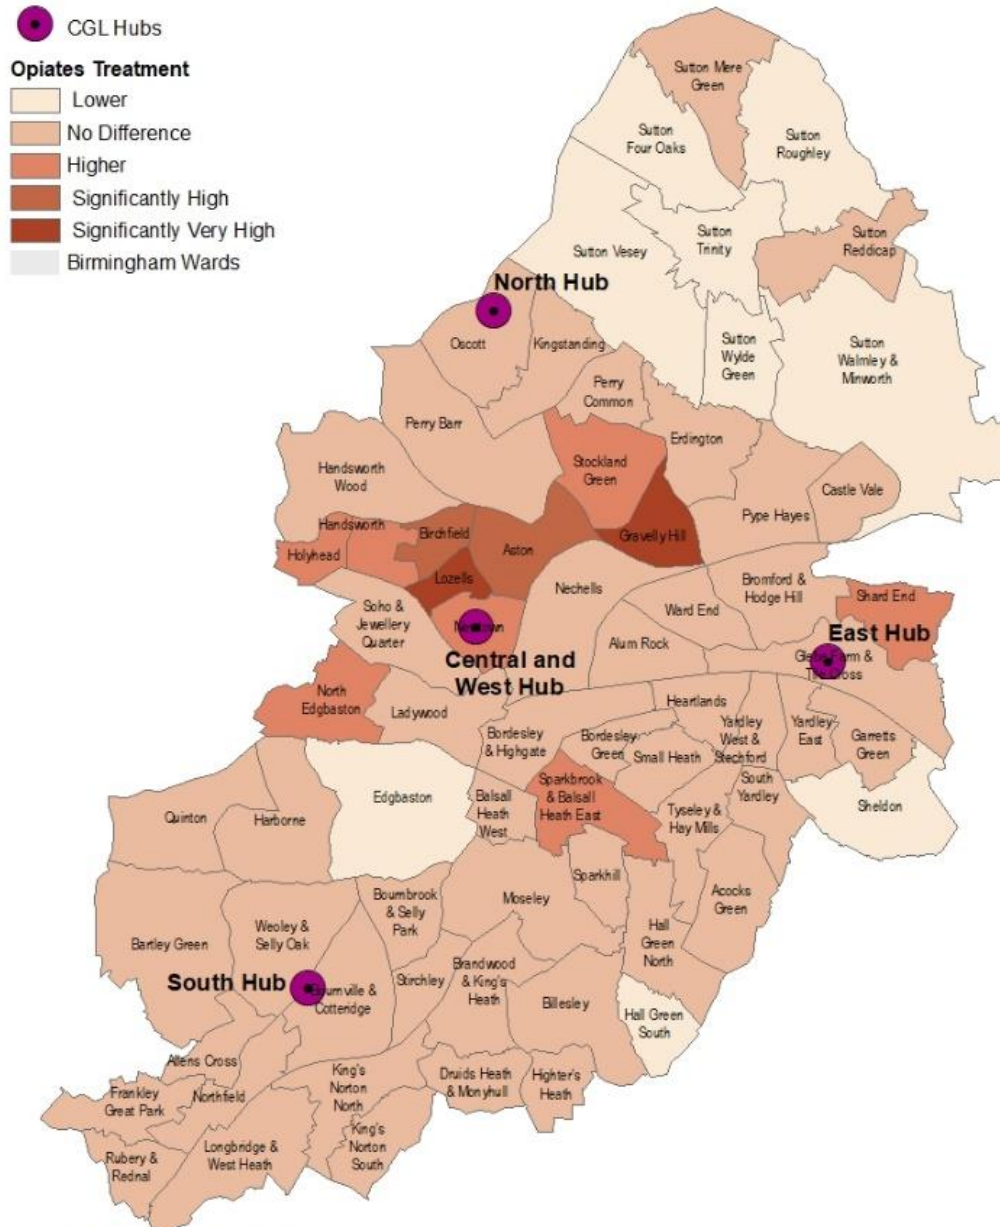 CGL Hubs
Opiates Treatment
Lower
No Difference
Higher
Significantly High
Significantly Very High
Birmingham Wards
Sutton Mere
Green
Sutton
Four Oaks
Sutton
Roughley
Sutton
Trinity
Sutton
Reddicap
Sutton Vesey
North Hub
Oscott
Kingstanding
Sutton
Wylde
Green
Sutton
Walmley &
Minworth
Perry
Common
Perry Barr
Erdington
Handsworth
Wood
Stockland
Green
Castle Vale
Pype Hayes
Handsworth
Birchfield
Gravelly Hill
Holyhead
Aston
Lozells
Nechells
Bromford &
Hodge Hill
Shard End
Soho &
Jewellery
Quarter
Ward End
Alum Rock
East Hub
Farm &
Cross
Central and
West Hub
North
Edgbaston
Ladywood
Heartlands
Bordesley
& Highgate
Bordesley
Green
Small Heath
Yardley
West &
Stechford
Yardley
East
Garretts
Green
Edgbaston
Balsall
Heath
West
Sparkbrook
& Balsall
Heath East
South
Yardley
Tyseley &
Hay Mills
Sheldon
Quinton
Harborne
Sparkhill
Acocks
Green
Bournbrook
& Selly
Park
Moseley
Weoley &
Selly Oak
Bartley Green
Hall
Green
North
Brandwood
& King's
Heath
Stirchley
South Hub
Bournville &
Cotteridge
Billesley
Hall Green
South
Allens Cross
King's
Norton
North
Druids Heath
& Monyhull
Highter's
Heath
Frankley
Great Park
Northfield
King's
Norton
South
Longbridge &
West Heath
Rubery &
Rednal